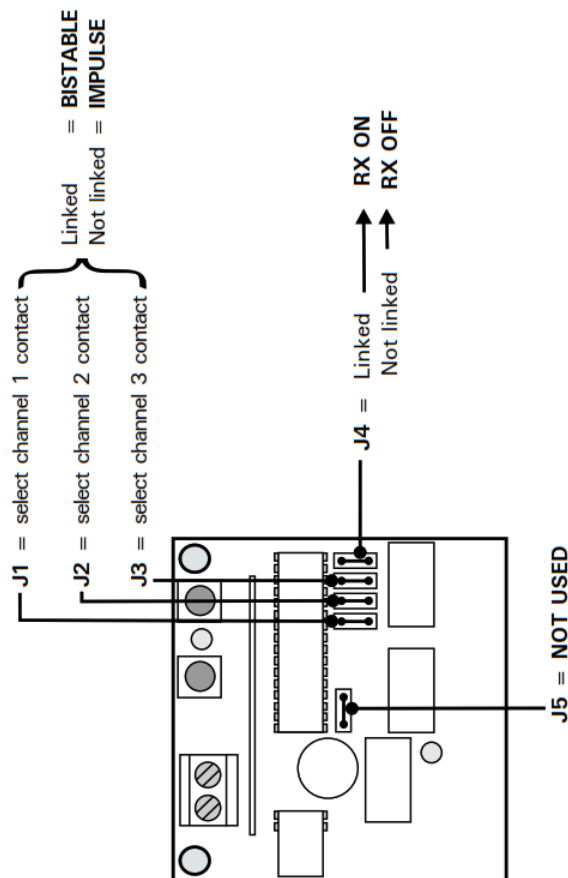 J1 = select channel 1 contact
J2 = select channel 2 contact
J3 = select channel 3 contact
Linked = BISTABLE
Not linked = IMPULSE
J4 = Linked RX ON
Not linked RX OFF
J5 = NOT USED